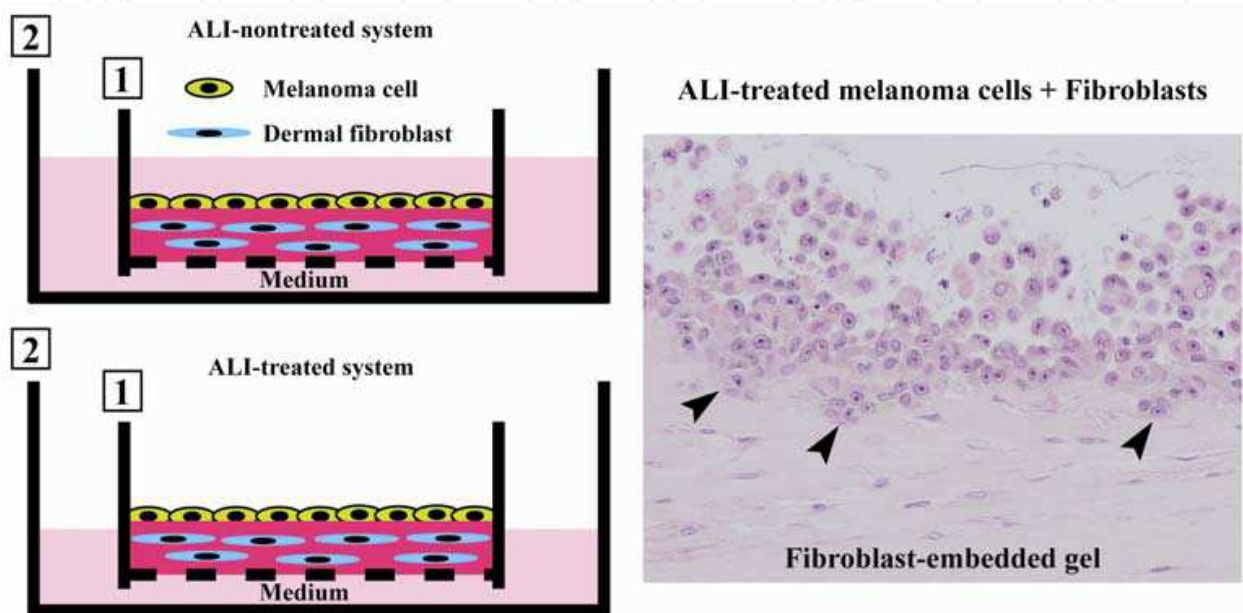 2
ALI-nontreated system
1
Melanoma cell
Dermal fibroblast
Medium
2
ALI-treated system
1
Medium
ALI-treated melanoma cells + Fibroblasts
Fibroblast-embedded gel